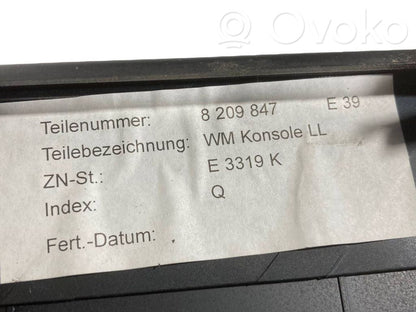 Ovoko
Teilenummer: 8 209 847 E 39
Teilebezeichnung: WM Konsole LL
ZN-St.: E 3319 K
Index: Q
Fert.-Datum: